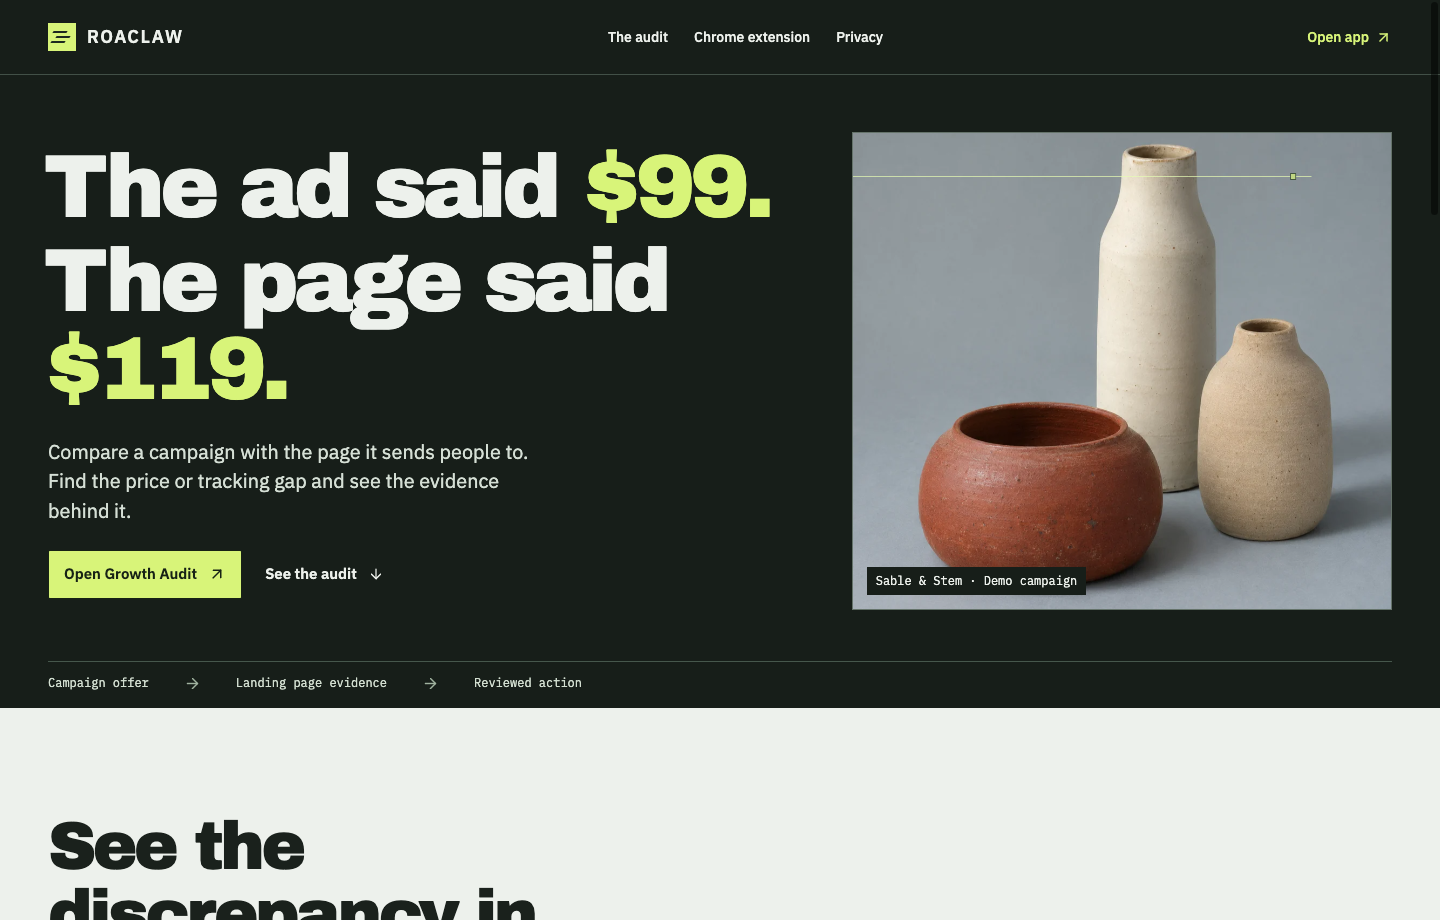 ROACLAW
The audit
Chrome extension
Privacy
Open app
The ad said $99.
The page said
$119.
Compare a campaign with the page it sends people to.
Find the price or tracking gap and see the evidence
behind it.
Open Growth Audit
See the audit
Sable & Stem · Demo campaign
Campaign offer
Landing page evidence
Reviewed action
See the
discrepancy in